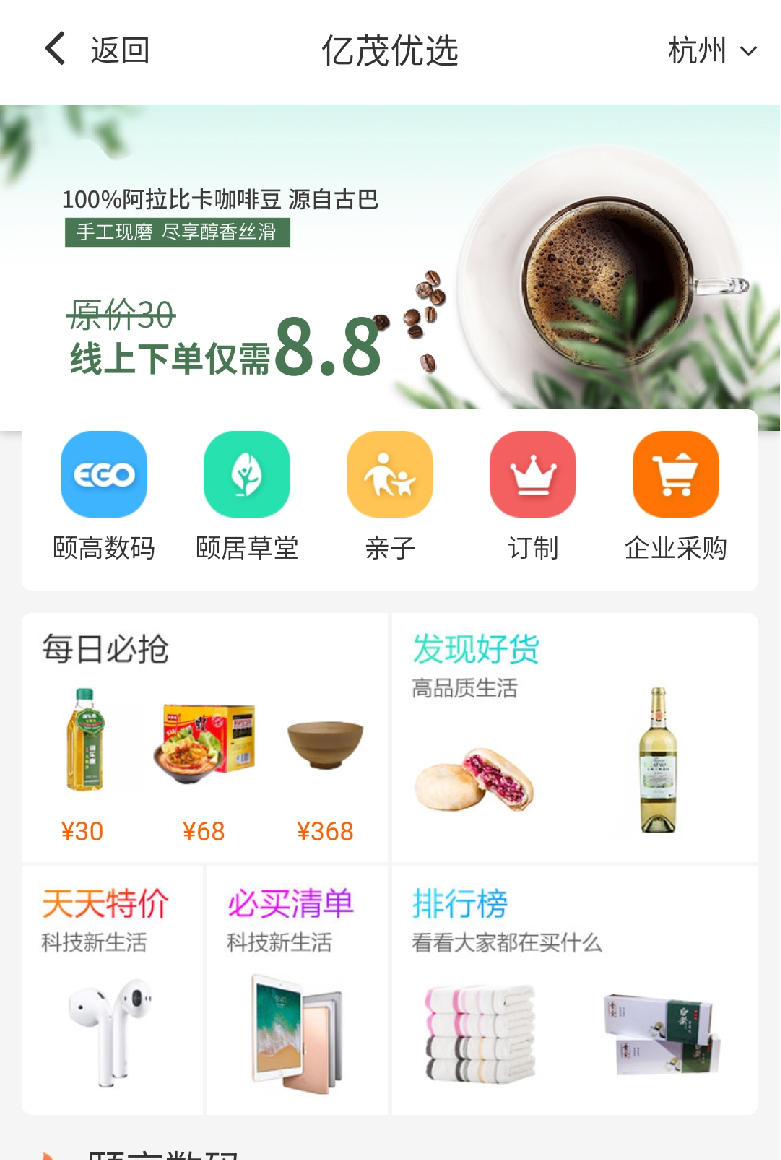 返回
亿茂优选
杭州
100%阿拉比卡咖啡豆 源自古巴
手工现磨 尽享醇香丝滑
原价30
线上下单仅需8.8
EGO
颐高数码
颐居草堂
亲子
订制
企业采购
每日必抢
¥30
¥68
¥368
发现好货
高品质生活
天天特价
科技新生活
必买清单
科技新生活
排行榜
看看大家都在买什么
颐高数码